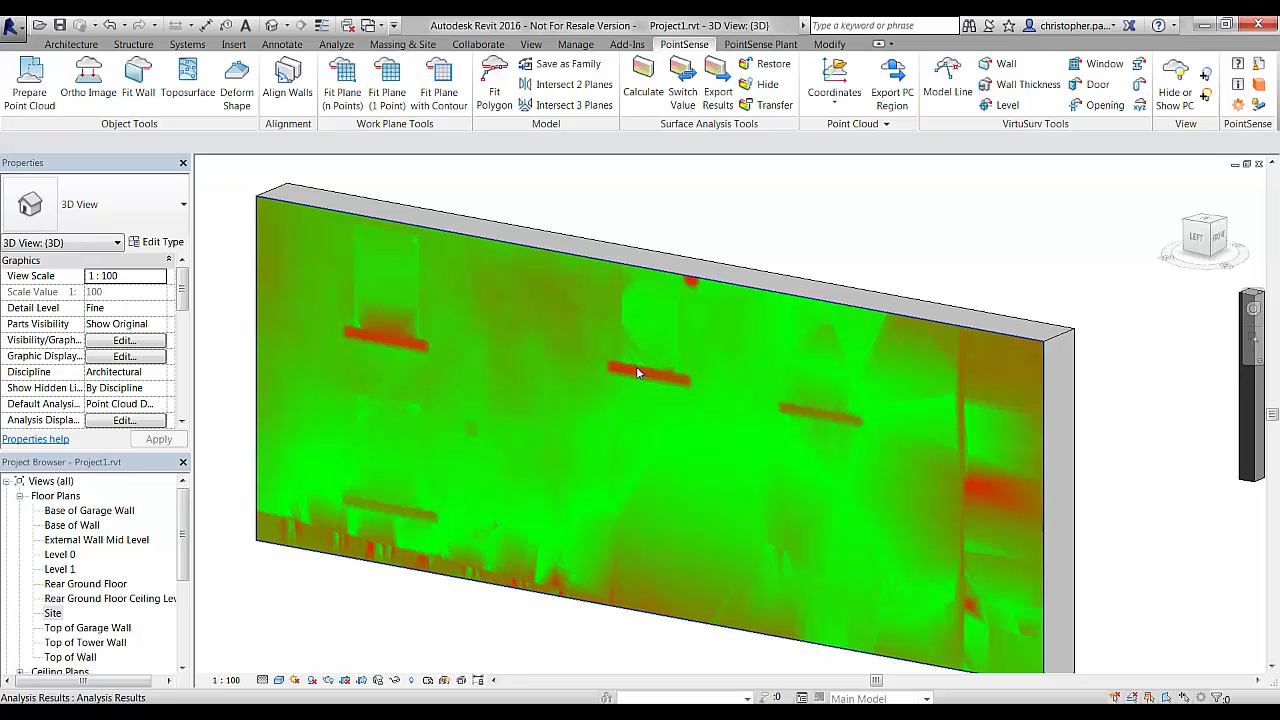 Autodesk Revit 2016 - Not For Resale Version - Project1.rvt - 3D View: {3D}
Type a keyword or phrase
christopher.pa...
Architecture Structure Systems Insert Annotate Analyze Massing & Site Collaborate View Manage Add-Ins PointSense PointSense Plant Modify
Prepare Point Cloud
Ortho Image
Fit Wall
Toposurface
Deform Shape
Align Walls
Fit Plane (n Points)
Fit Plane (1 Point)
Fit Plane with Contour
Fit Polygon
Save as Family
Intersect 2 Planes
Intersect 3 Planes
Calculate
Switch Value
Export Results
Restore
Hide
Transfer
Coordinates
Export PC Region
Model Line
Wall
Wall Thickness
Level
Window
Door
Opening
Hide or Show PC
Object Tools Alignment Work Plane Tools Model Surface Analysis Tools Point Cloud VirtuSurv Tools View PointSense
Properties
3D View
3D View: {3D} Edit Type
Graphics
View Scale 1 : 100
Scale Value 1: 100
Detail Level Fine
Parts Visibility Show Original
Visibility/Graph... Edit...
Graphic Display... Edit...
Discipline Architectural
Show Hidden Li... By Discipline
Default Analysi... Point Cloud D...
Analysis Displa... Edit...
Properties help Apply
Project Browser - Project1.rvt
Views (all)
Floor Plans
Base of Garage Wall
Base of Wall
External Wall Mid Level
Level 0
Level 1
Rear Ground Floor
Rear Ground Floor Ceiling Lev
Site
Top of Garage Wall
Top of Tower Wall
Top of Wall
Ceiling Plans
LEFT
FRONT
1 : 100
Analysis Results : Analysis Results
:0
Main Model
:0